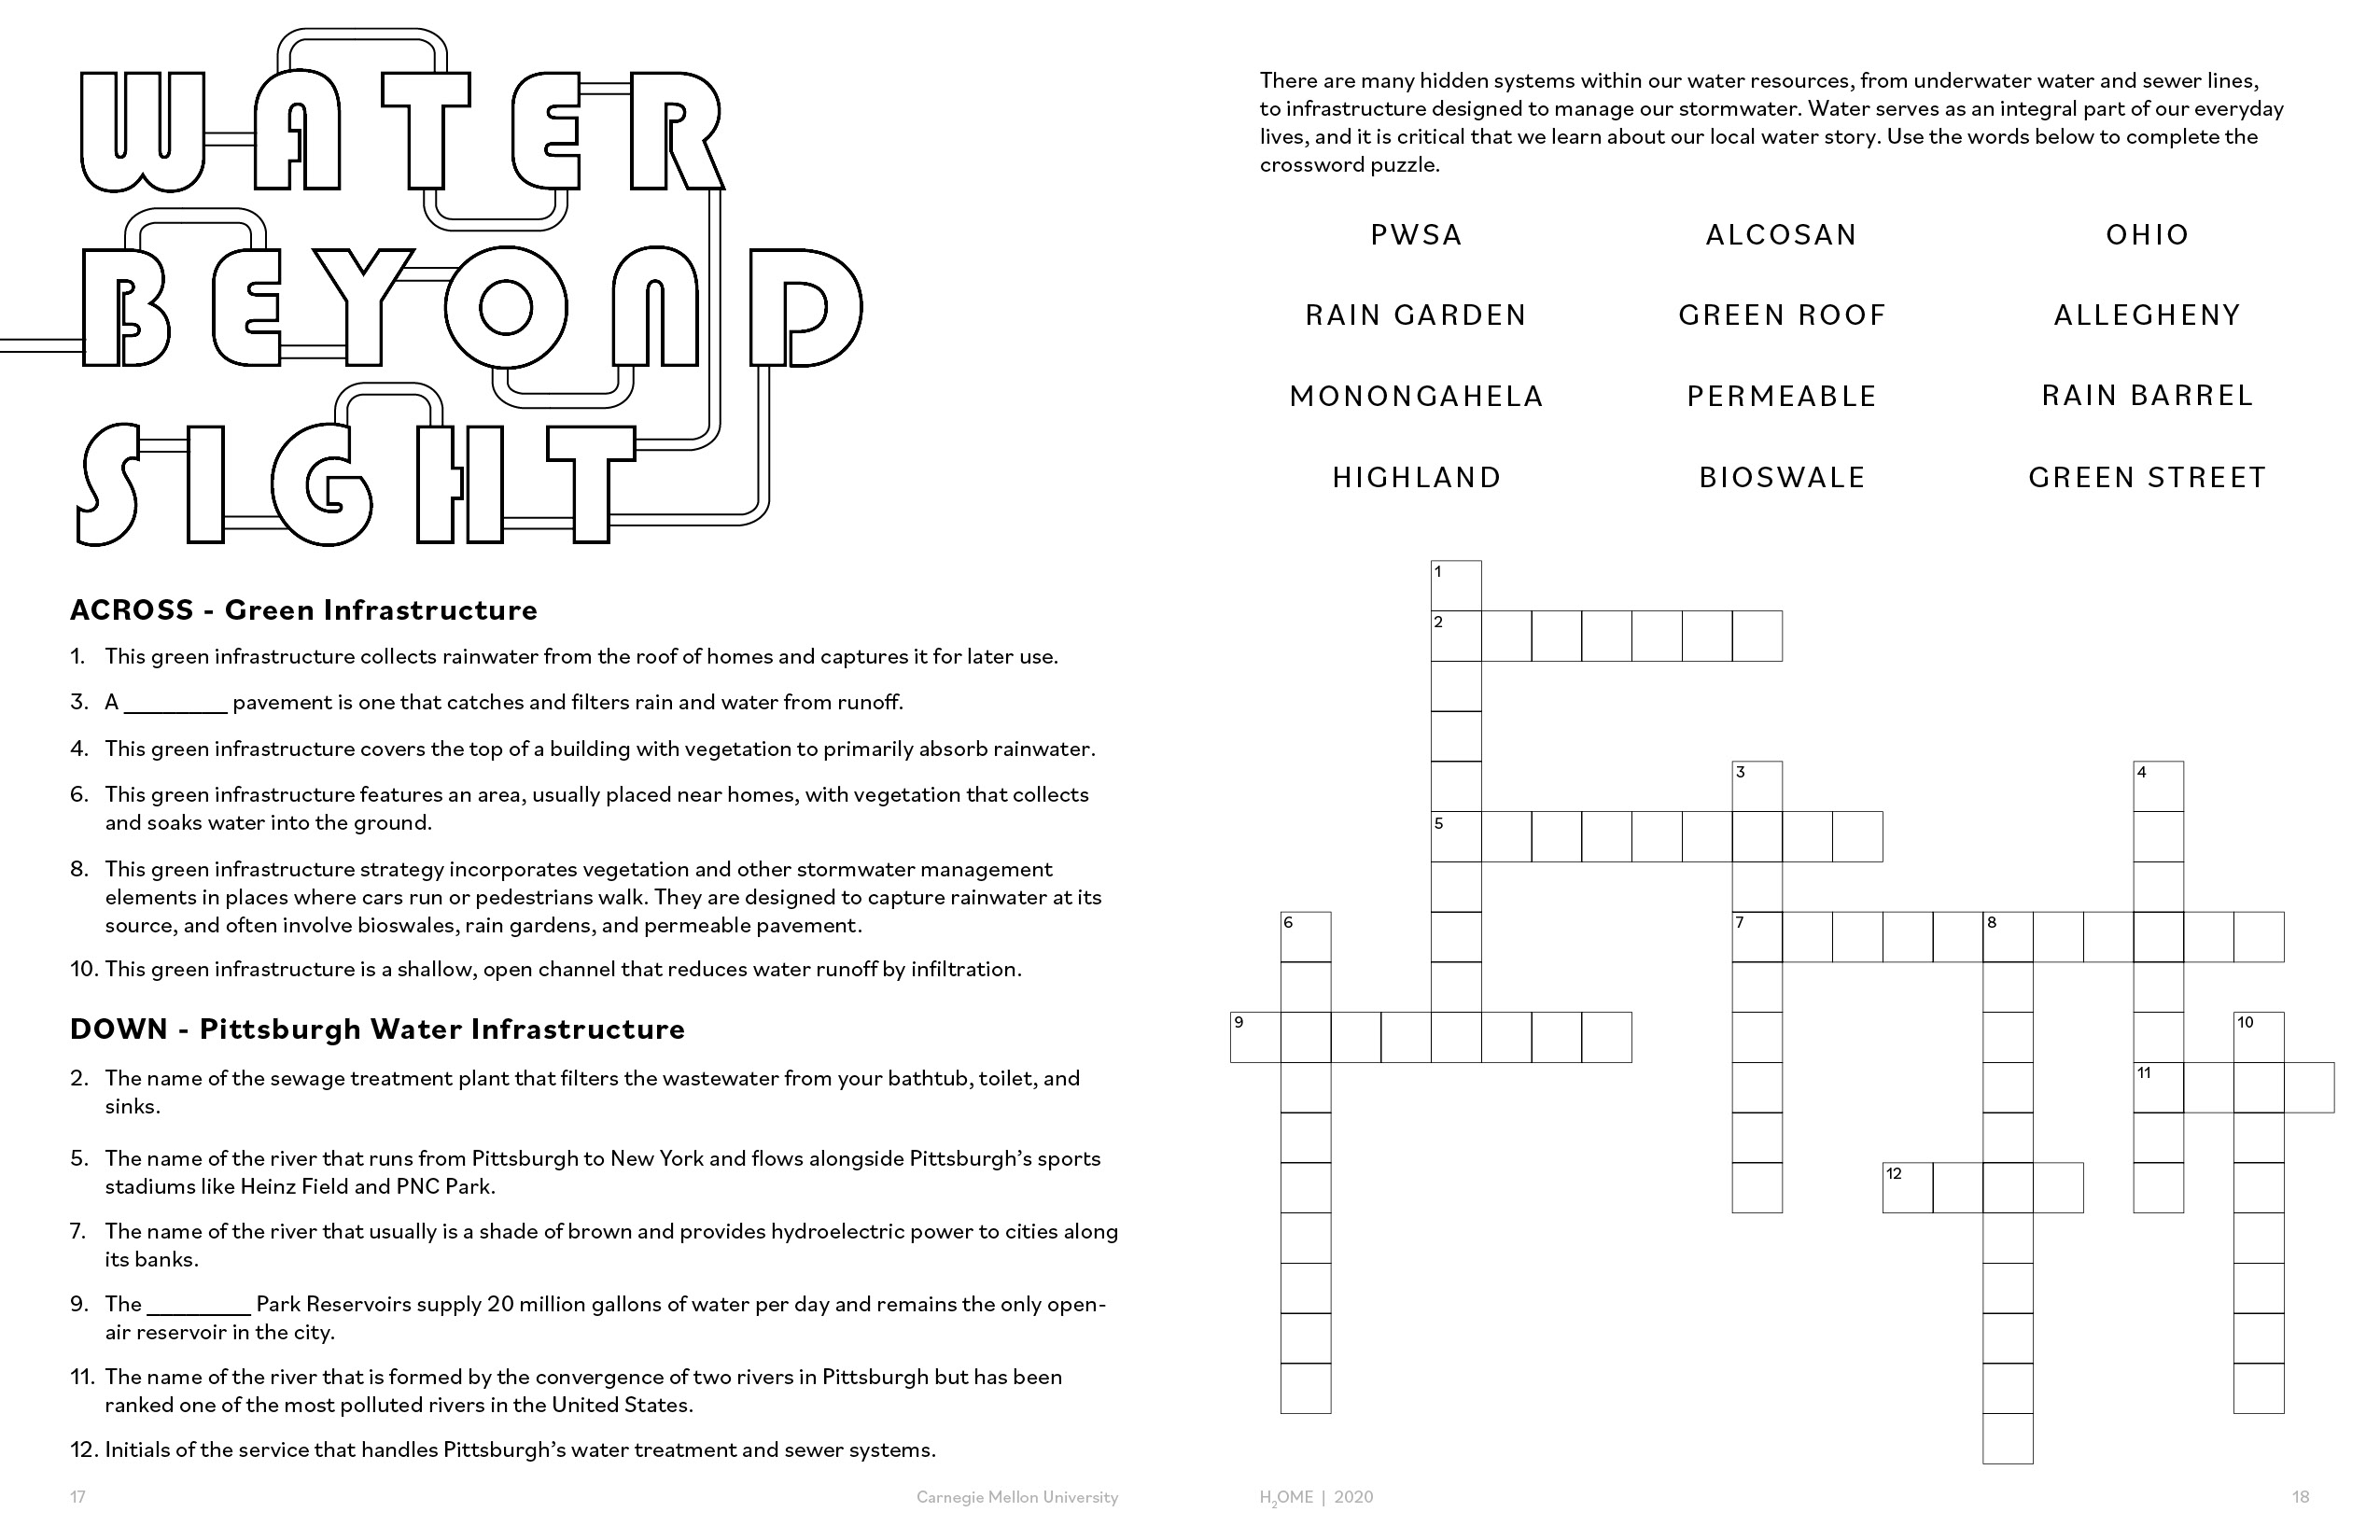 WATER
BEYOND
SIGHT
ACROSS - Green Infrastructure
1. This green infrastructure collects rainwater from the roof of homes and captures it for later use.
3. A ________ pavement is one that catches and filters rain and water from runoff.
4. This green infrastructure covers the top of a building with vegetation to primarily absorb rainwater.
6. This green infrastructure features an area, usually placed near homes, with vegetation that collects
and soaks water into the ground.
8. This green infrastructure strategy incorporates vegetation and other stormwater management
elements in places where cars run or pedestrians walk. They are designed to capture rainwater at its
source, and often involve bioswales, rain gardens, and permeable pavement.
10. This green infrastructure is a shallow, open channel that reduces water runoff by infiltration.
DOWN - Pittsburgh Water Infrastructure
2. The name of the sewage treatment plant that filters the wastewater from your bathtub, toilet, and
sinks.
5. The name of the river that runs from Pittsburgh to New York and flows alongside Pittsburgh’s sports
stadiums like Heinz Field and PNC Park.
7. The name of the river that usually is a shade of brown and provides hydroelectric power to cities along
its banks.
9. The ________ Park Reservoirs supply 20 million gallons of water per day and remains the only open-
air reservoir in the city.
11. The name of the river that is formed by the convergence of two rivers in Pittsburgh but has been
ranked one of the most polluted rivers in the United States.
12. Initials of the service that handles Pittsburgh’s water treatment and sewer systems.
17
Carnegie Mellon University
There are many hidden systems within our water resources, from underwater water and sewer lines,
to infrastructure designed to manage our stormwater. Water serves as an integral part of our everyday
lives, and it is critical that we learn about our local water story. Use the words below to complete the
crossword puzzle.
PWSA ALCOSAN OHIO
RAIN GARDEN GREEN ROOF ALLEGHENY
MONONGAHELA PERMEABLE RAIN BARREL
HIGHLAND BIOSWALE GREEN STREET
1
2
3 4
5
6 7 8
9 10
11
12
H₂OME | 2020
18